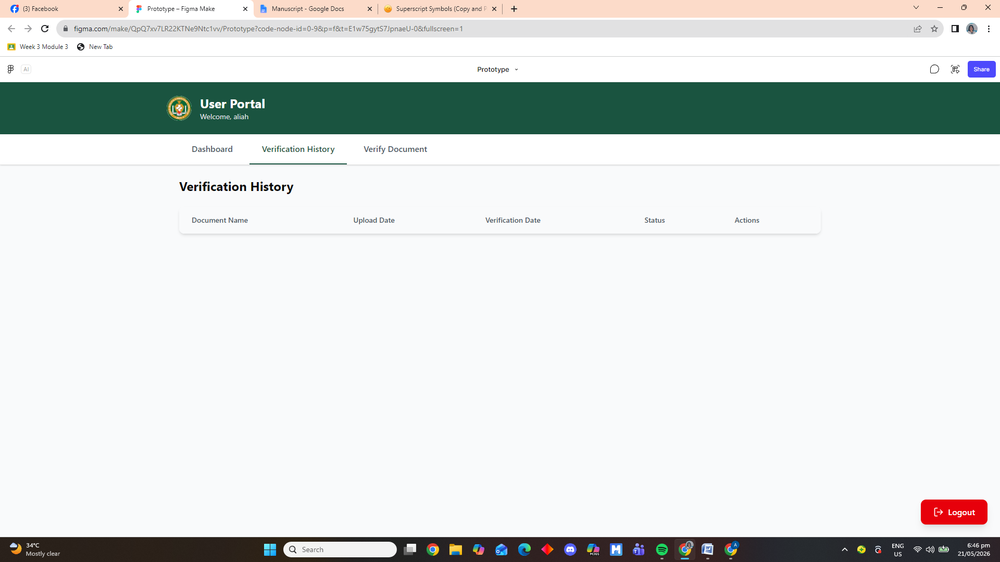 (3) Facebook
Prototype – Figma Make
Manuscript - Google Docs
Superscript Symbols (Copy and P
figma.com/make/QpQ7xv7LR22KTNe9Ntc1vv/Prototype?code-node-id=0-9&p=f&t=E1w75gytS7JpnaeU-0&fullscreen=1
Week 3 Module 3
New Tab
AI
Prototype
Share
User Portal
Welcome, aliah
Dashboard
Verification History
Verify Document
Verification History
Document Name
Upload Date
Verification Date
Status
Actions
Logout
34°C
Mostly clear
Search
M365
A
ENG
US
6:46 pm
21/05/2026